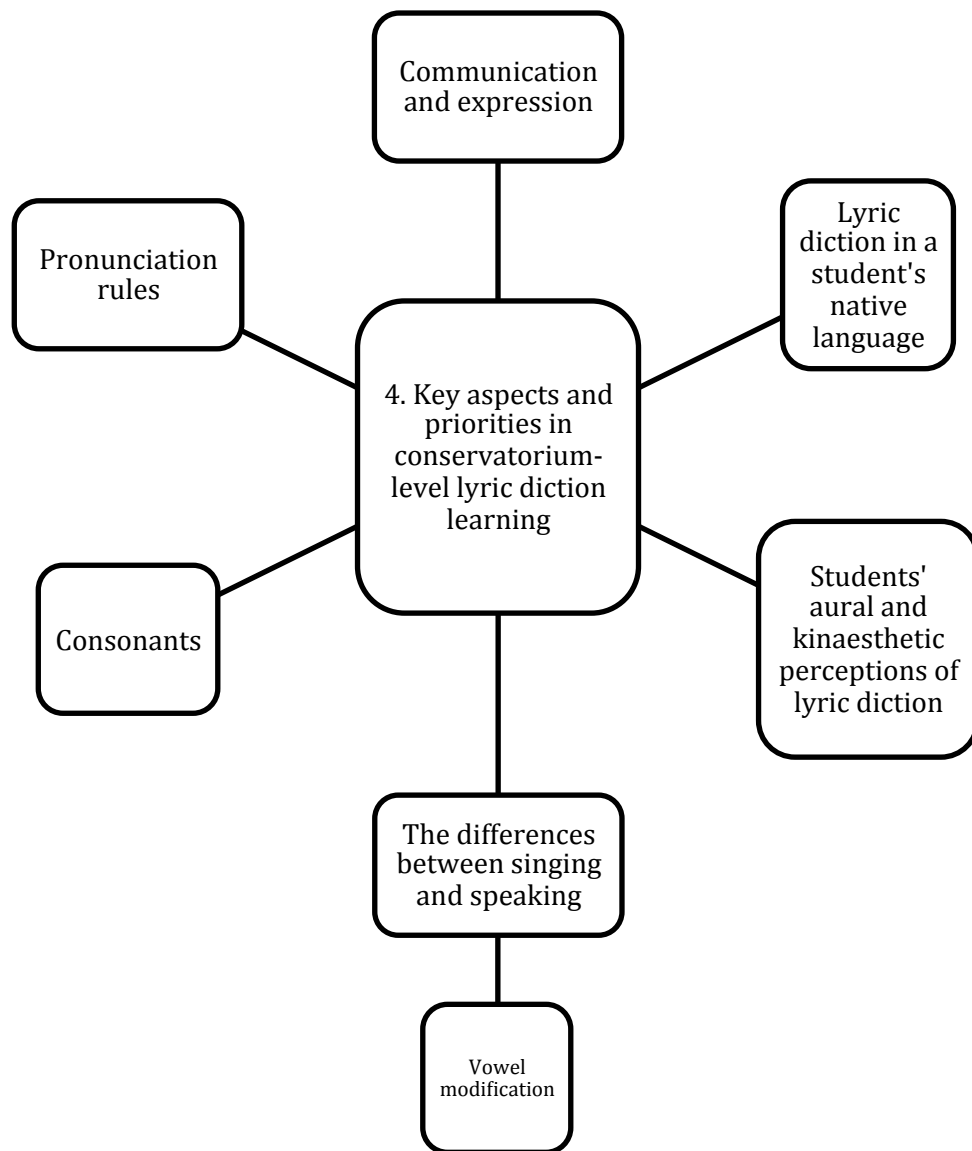 Communication
and expression
Lyric
diction in a
student's
native
language
Pronunciation
rules
4. Key aspects and
priorities in
conservatorium-
level lyric diction
learning
Students'
aural and
kinaesthetic
perceptions of
lyric diction
Consonants
The differences
between singing
and speaking
Vowel
modification